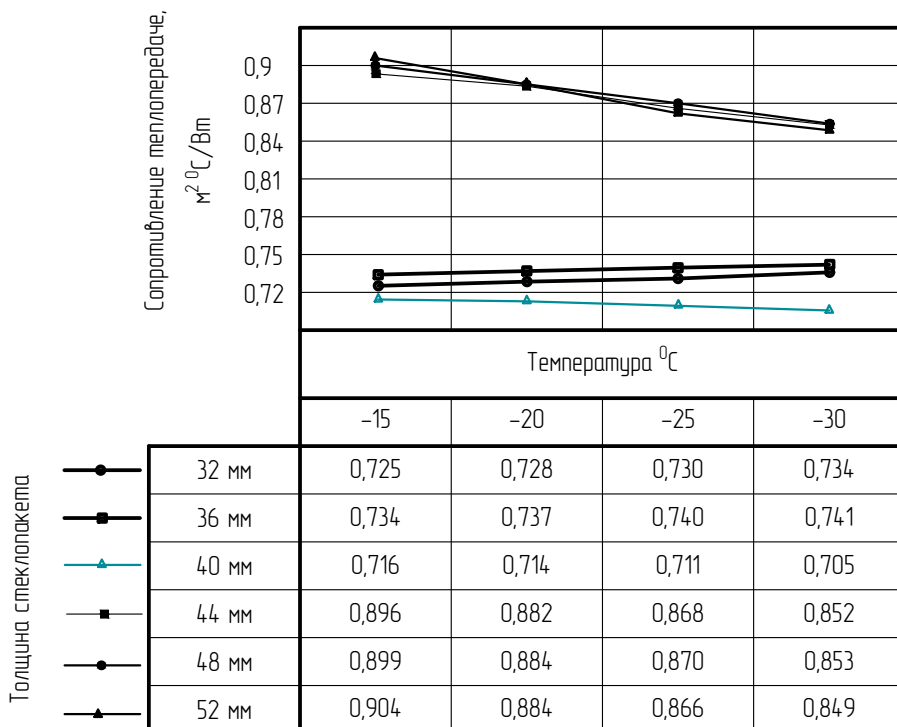 Сопротивление теплопередаче,
м² ⁰С/Вт
0,9
0,87
0,84
0,81
0,78
0,75
0,72
Температура ⁰С
–15 –20 –25 –30
Толщина стеклопакета
32 мм 0,725 0,728 0,730 0,734
36 мм 0,734 0,737 0,740 0,741
40 мм 0,716 0,714 0,711 0,705
44 мм 0,896 0,882 0,868 0,852
48 мм 0,899 0,884 0,870 0,853
52 мм 0,904 0,884 0,866 0,849